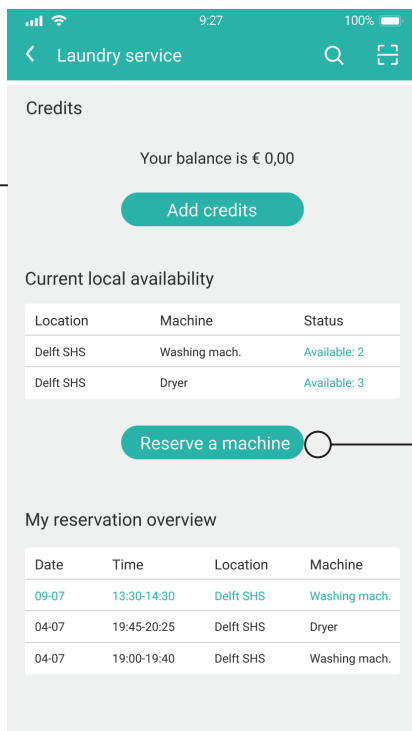 9:27 100%
Laundry service
Credits
Your balance is € 0,00
Add credits
Current local availability
Location Machine Status
Delft SHS Washing mach. Available: 2
Delft SHS Dryer Available: 3
Reserve a machine
My reservation overview
Date Time Location Machine
09-07 13:30-14:30 Delft SHS Washing mach.
04-07 19:45-20:25 Delft SHS Dryer
04-07 19:00-19:40 Delft SHS Washing mach.